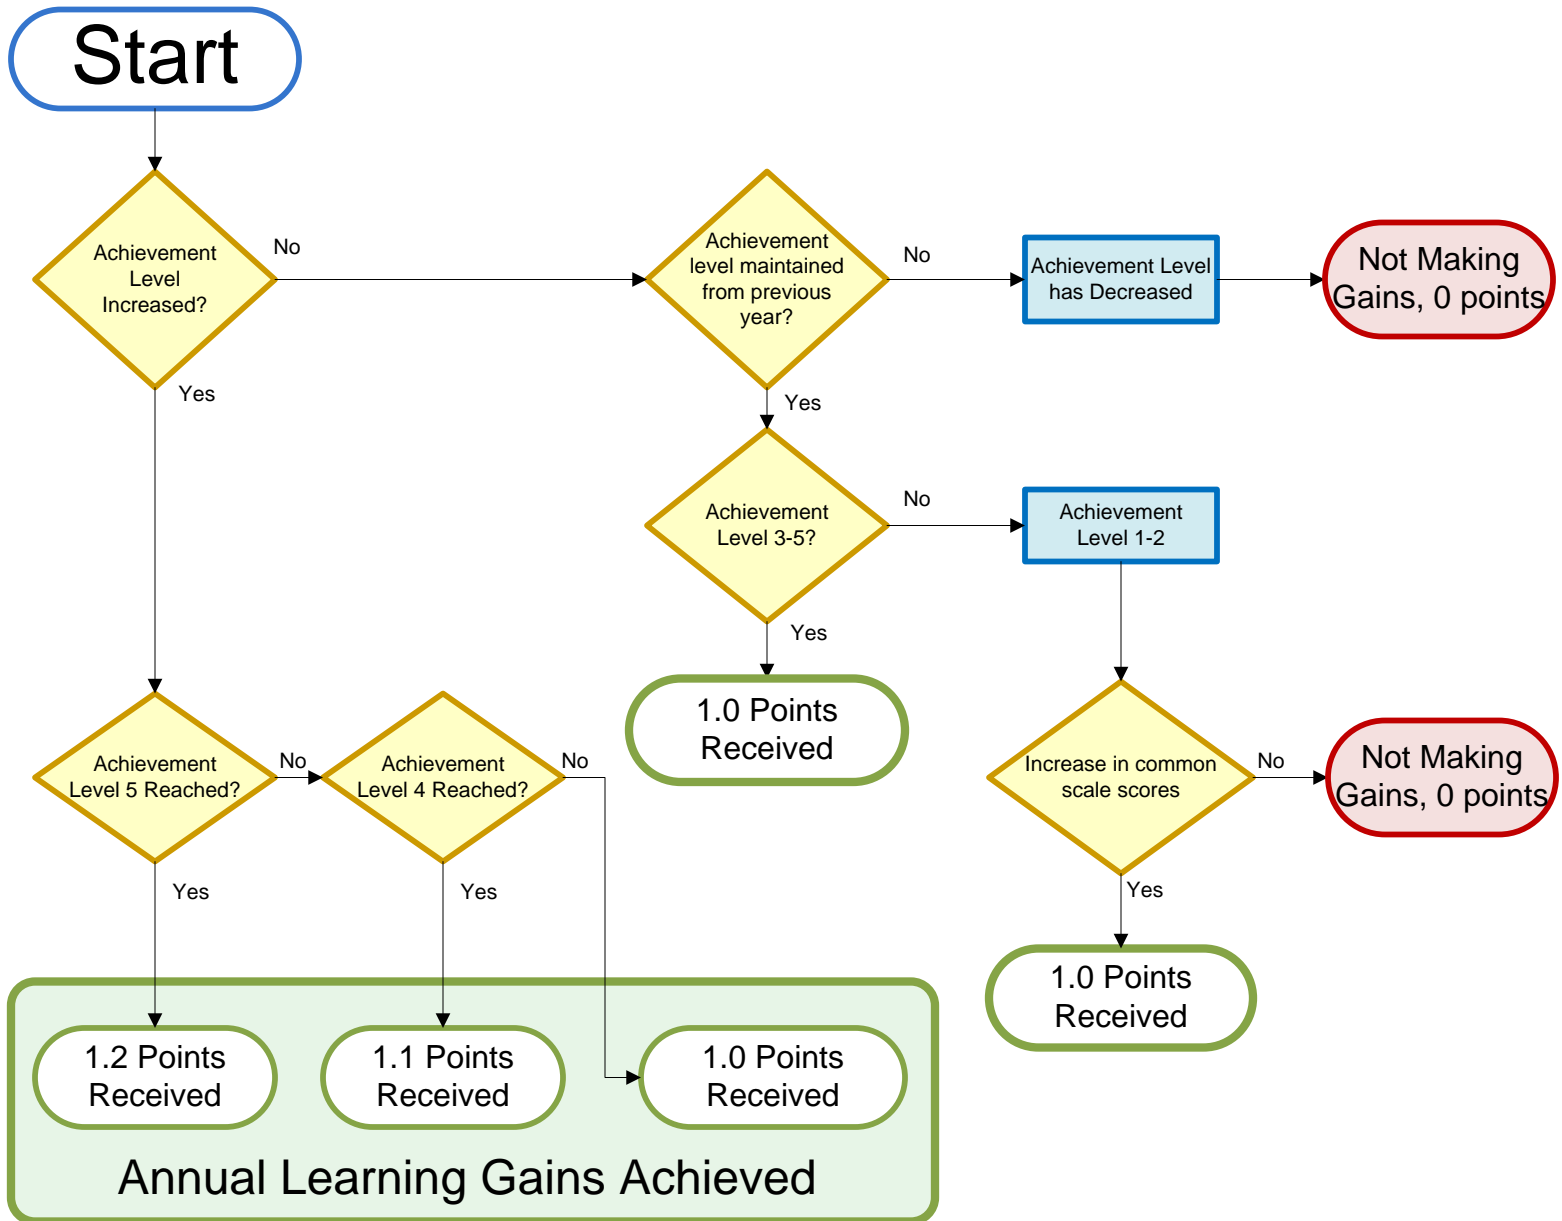 Start
Achievement
Level
Increased?
No
Achievement
level maintained
from previous
year?
No
Achievement Level
has Decreased
Not Making
Gains, 0 points
Yes
Yes
Achievement
Level 3-5?
No
Achievement
Level 1-2
Yes
1.0 Points
Received
Achievement
Level 5 Reached?
No
Achievement
Level 4 Reached?
No
Increase in common
scale scores
No
Not Making
Gains, 0 points
Yes
Yes
Yes
1.0 Points
Received
1.2 Points
Received
1.1 Points
Received
1.0 Points
Received
Annual Learning Gains Achieved